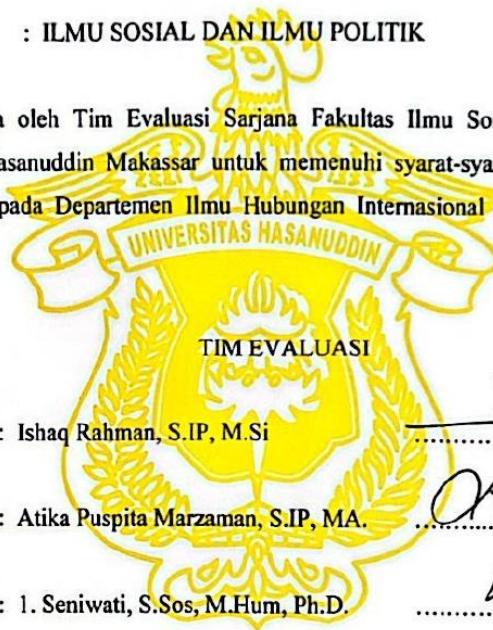 : ILMU SOSIAL DAN ILMU POLITIK
oleh Tim Evaluasi Sarjana Fakultas Ilmu So
asanuddin Makassar untuk memenuhi syarat-sya
pada Departemen Ilmu Hubungan Internasional
UNIVERSITAS HASANUDDIN
TIM EVALUASI
: Ishaq Rahman, S.IP, M.Si
: Atika Puspita Marzaman, S.IP, MA.
: 1. Seniwati, S.Sos, M.Hum, Ph.D.